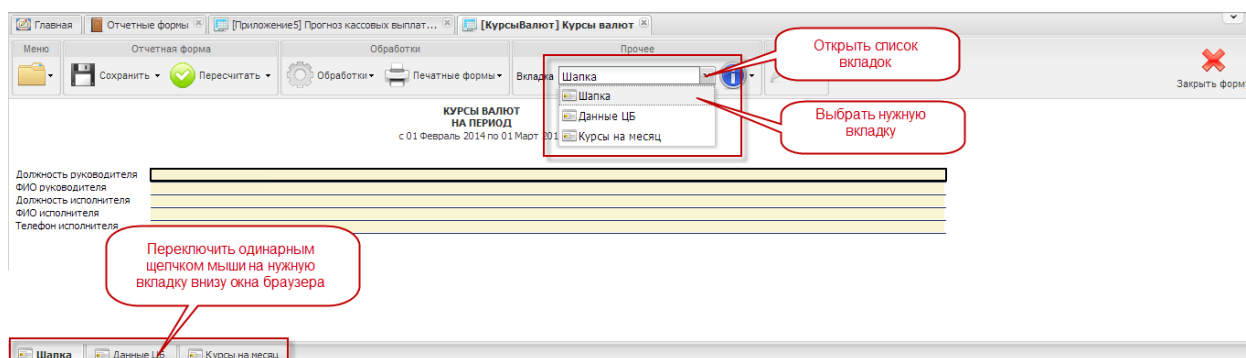 Главная Отчетные формы [Приложение5] Прогноз кассовых выплат... [КурсыВалют] Курсы валют
Меню Отчетная форма Обработки Прочее
Сохранить Пересчитать Обработки Печатные формы Вкладка Шапка
Закрыть форм
Открыть список
вкладок
Шапка
Данные ЦБ
Курсы на месяц
Выбрать нужную
вкладку
КУРСЫ ВАЛЮТ
НА ПЕРИОД
с 01 Февраль 2014 по 01 Март 201
Должность руководителя
ФИО руководителя
Должность исполнителя
ФИО исполнителя
Телефон исполнителя
Переключить одинарным
щелчком мыши на нужную
вкладку внизу окна браузера
Шапка Данные ЦБ Курсы на месяц